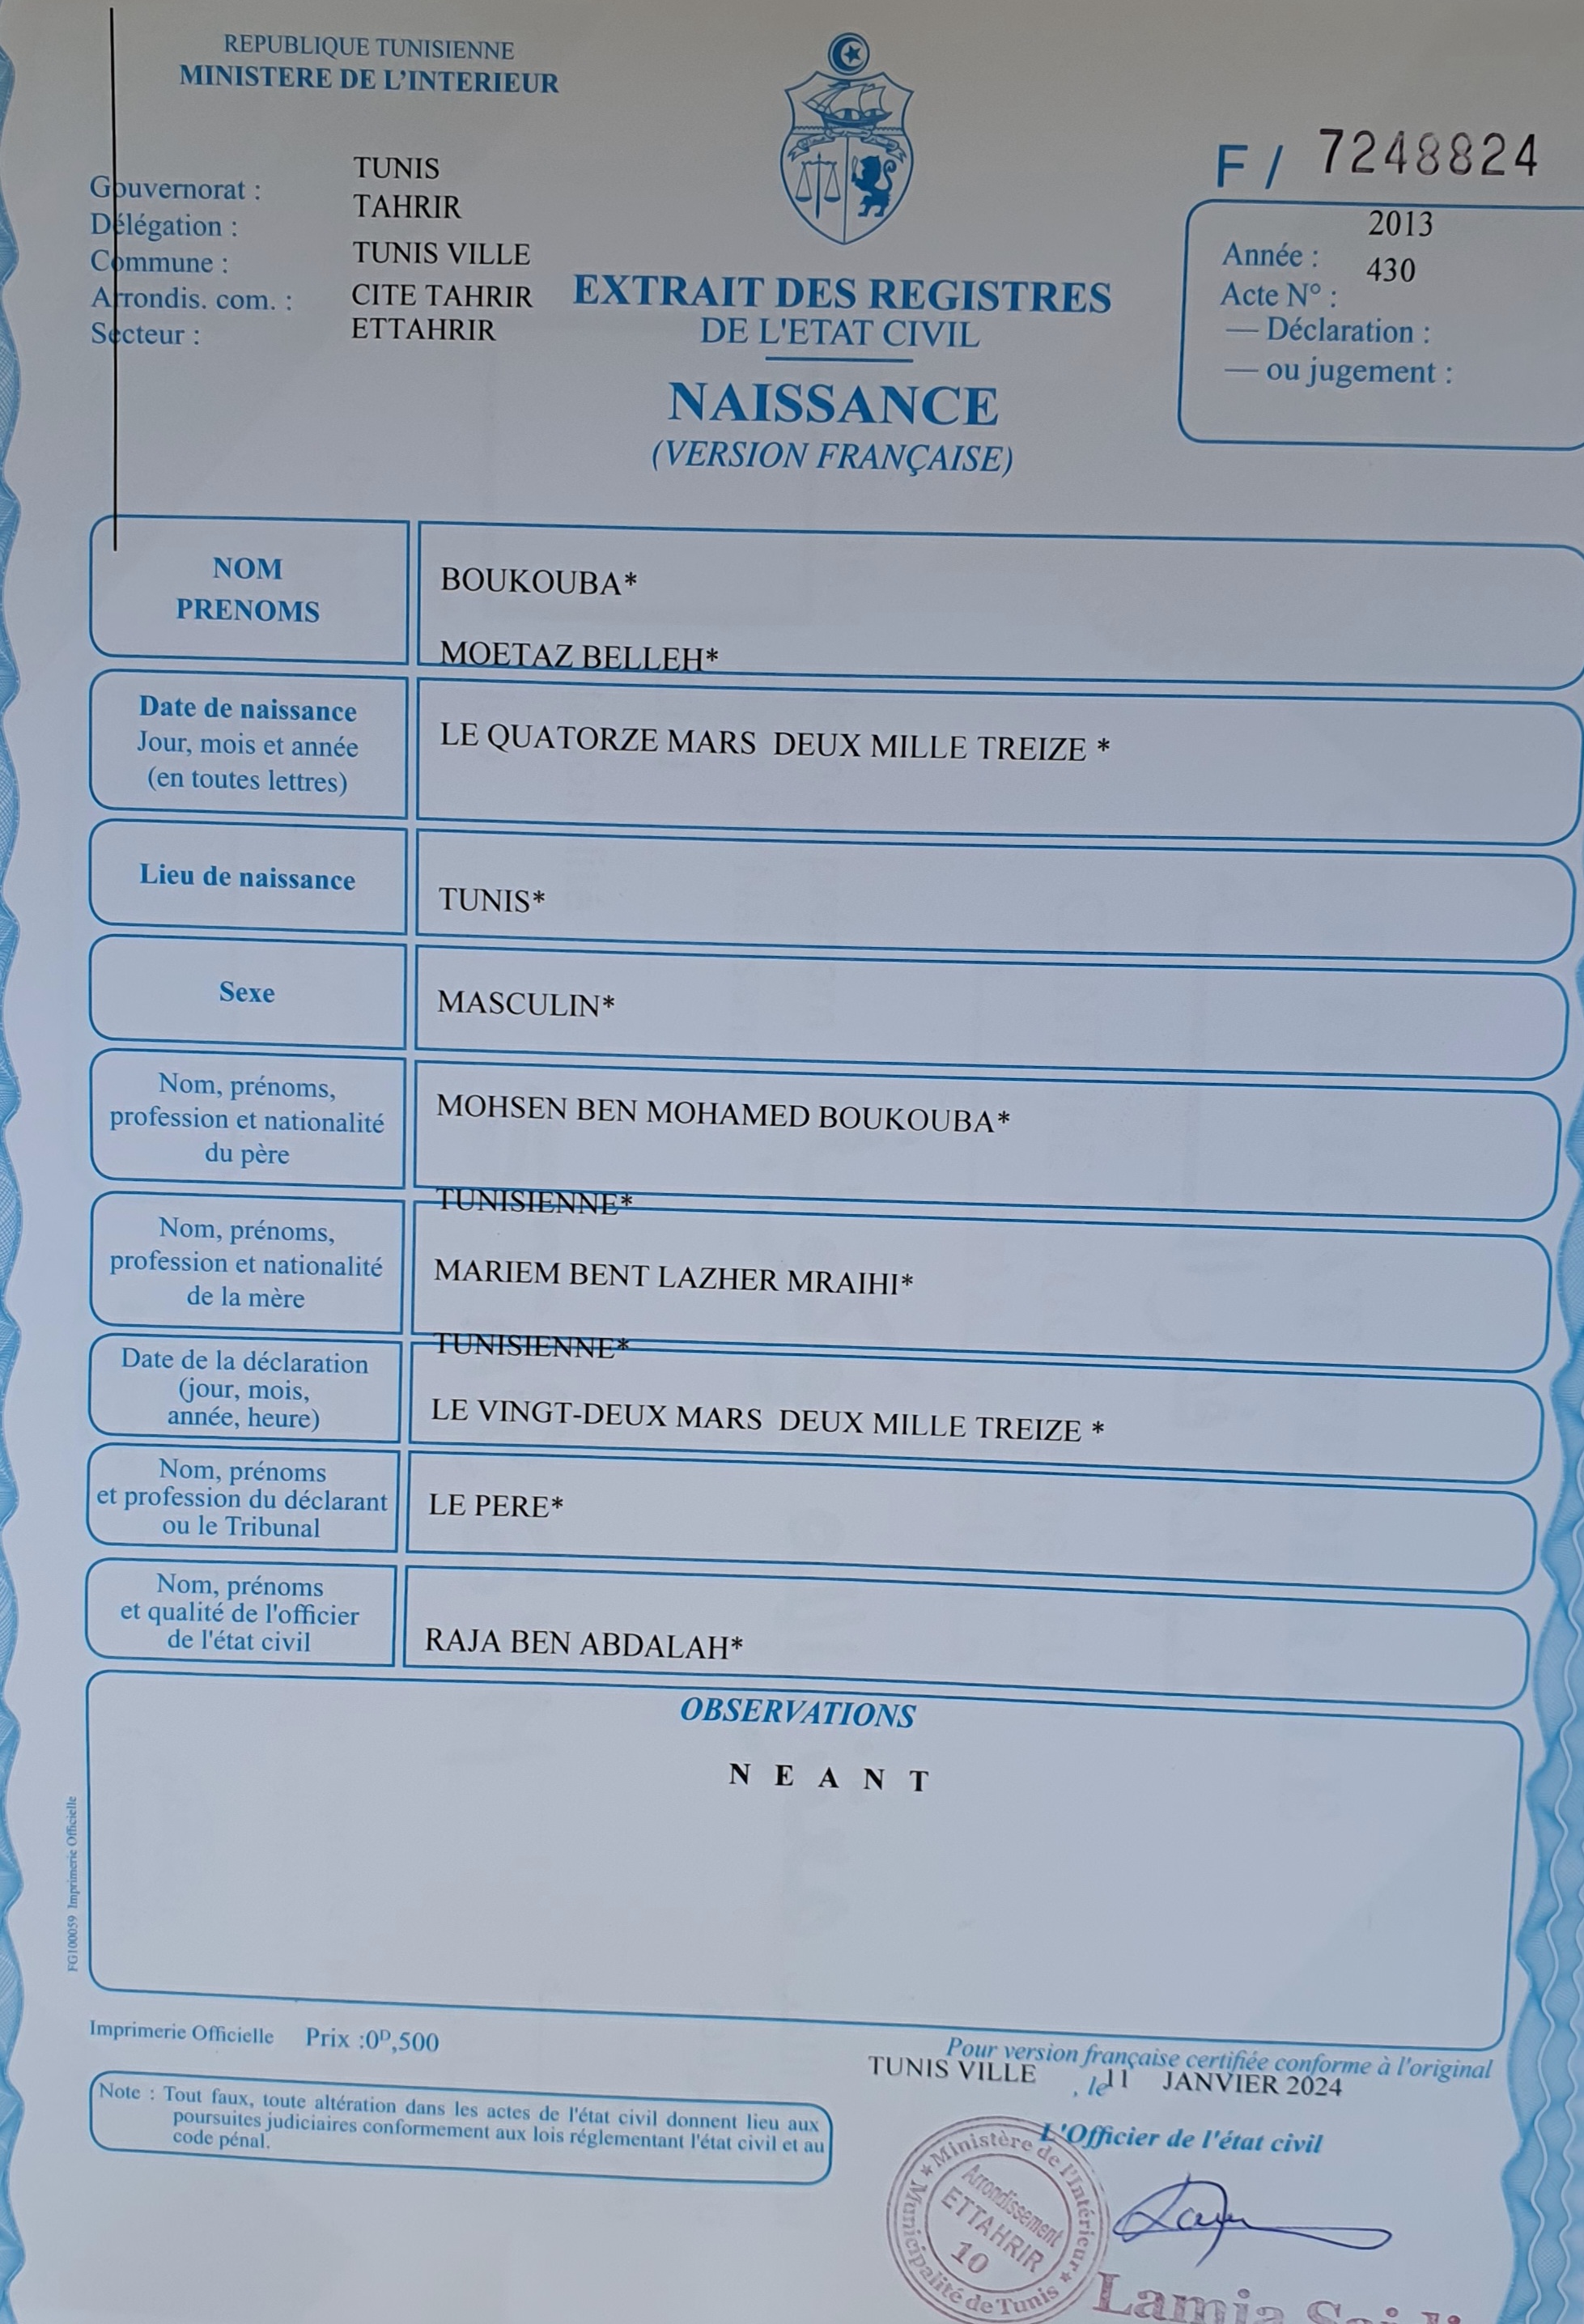 REPUBLIQUE TUNISIENNE
MINISTERE DE L'INTERIEUR
F / 7248824
Gouvernorat : TUNIS
Délégation : TAHRIR
Commune : TUNIS VILLE
Arrondis. com. : CITE TAHRIR
Secteur : ETTAHRIR
Année : 2013
Acte N° : 430
— Déclaration :
— ou jugement :
EXTRAIT DES REGISTRES
DE L'ETAT CIVIL
NAISSANCE
(VERSION FRANÇAISE)
NOM
PRENOMS
BOUKOUBA*
MOETAZ BELLEH*
Date de naissance
Jour, mois et année
(en toutes lettres)
LE QUATORZE MARS DEUX MILLE TREIZE *
Lieu de naissance
TUNIS*
Sexe
MASCULIN*
Nom, prénoms,
profession et nationalité
du père
MOHSEN BEN MOHAMED BOUKOUBA*
TUNISIENNE*
Nom, prénoms,
profession et nationalité
de la mère
MARIEM BENT LAZHER MRAIHI*
TUNISIENNE*
Date de la déclaration
(jour, mois,
année, heure)
LE VINGT-DEUX MARS DEUX MILLE TREIZE *
Nom, prénoms
et profession du déclarant
ou le Tribunal
LE PERE*
Nom, prénoms
et qualité de l'officier
de l'état civil
RAJA BEN ABDALAH*
OBSERVATIONS
N E A N T
FG100059 Imprimerie Officielle
Imprimerie Officielle Prix :0ᴰ,500
Note : Tout faux, toute altération dans les actes de l'état civil donnent lieu aux
poursuites judiciaires conformement aux lois réglementant l'état civil et au
code pénal.
Pour version française certifiée conforme à l'original
TUNIS VILLE , le 11 JANVIER 2024
L'Officier de l'état civil
Ministère de l'Intérieur
Municipalité de Tunis
Arrondissement
ETTAHRIR
10
Lamia